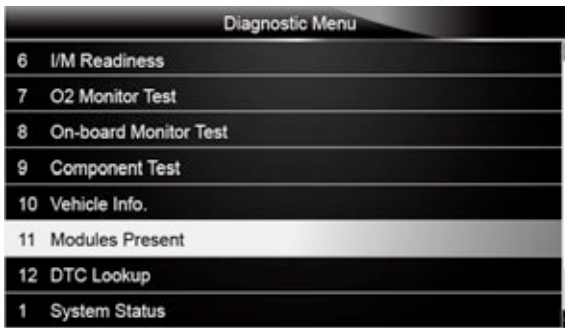 Diagnostic Menu
6 I/M Readiness
7 O2 Monitor Test
8 On-board Monitor Test
9 Component Test
10 Vehicle Info.
11 Modules Present
12 DTC Lookup
1 System Status